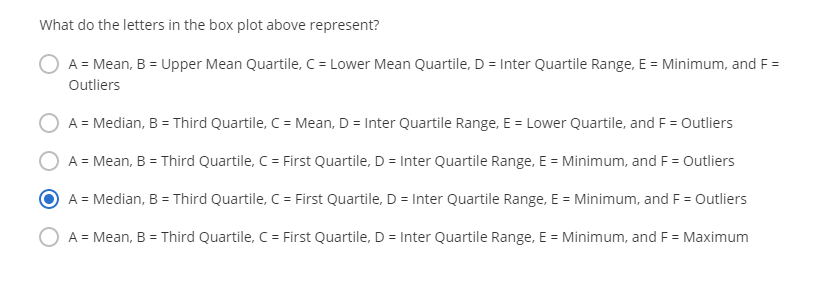 What do the letters in the box plot above represent?
A = Mean, B = Upper Mean Quartile, C = Lower Mean Quartile, D = Inter Quartile Range, E = Minimum, and F =
Outliers
A = Median, B = Third Quartile, C = Mean, D = Inter Quartile Range, E = Lower Quartile, and F = Outliers
A = Mean, B = Third Quartile, C = First Quartile, D = Inter Quartile Range, E = Minimum, and F = Outliers
A = Median, B = Third Quartile, C = First Quartile, D = Inter Quartile Range, E = Minimum, and F = Outliers
A = Mean, B = Third Quartile, C = First Quartile, D = Inter Quartile Range, E = Minimum, and F = Maximum